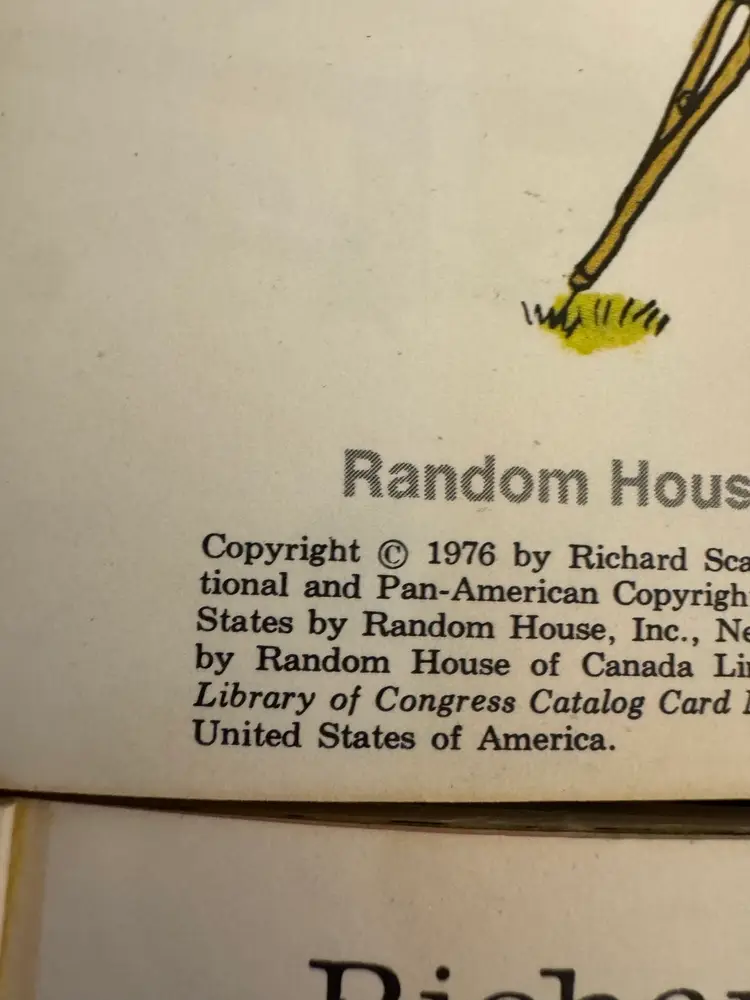 Random Hous
Copyright © 1976 by Richard Sca
tional and Pan-American Copyrigh
States by Random House, Inc., Ne
by Random House of Canada Li
Library of Congress Catalog Card
United States of America.
Richa